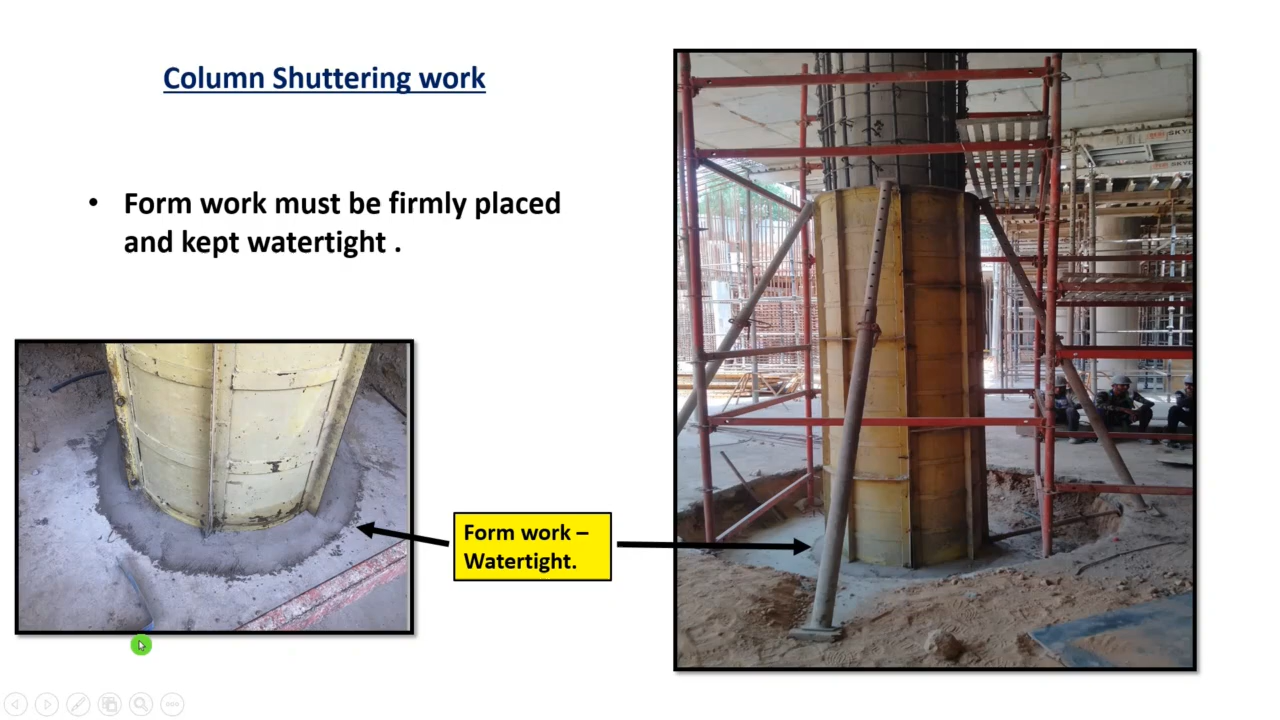 Column Shuttering work
• Form work must be firmly placed
and kept watertight .
Form work –
Watertight.